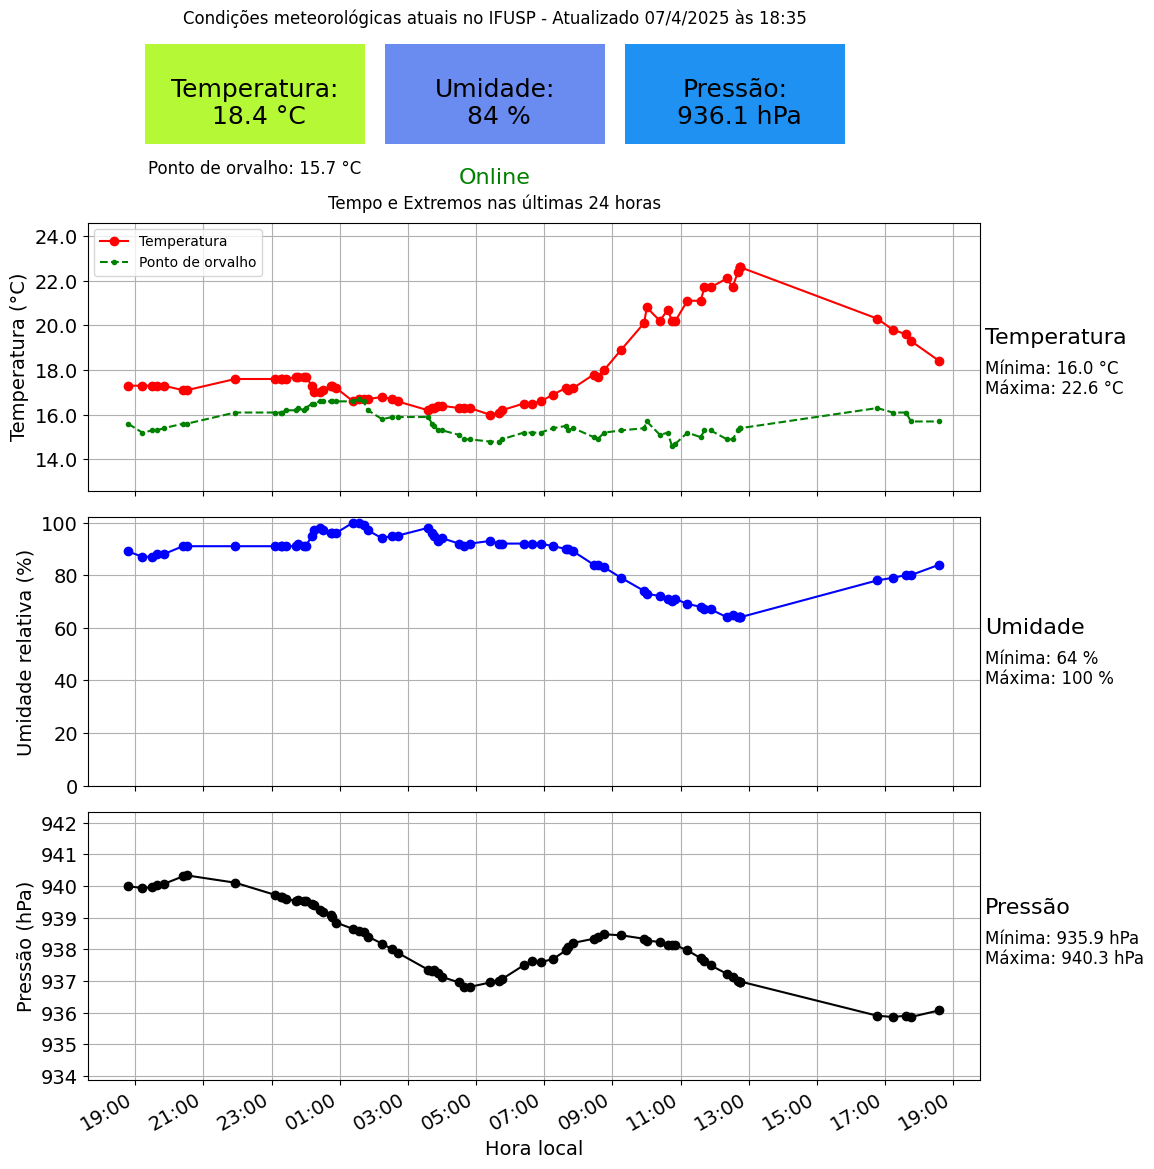 Condições meteorológicas atuais no IFUSP - Atualizado 07/4/2025 às 18:35
Temperatura:
18.4 °C
Umidade:
84 %
Pressão:
936.1 hPa
Ponto de orvalho: 15.7 °C
Online
Tempo e Extremos nas últimas 24 horas
Temperatura (°C)
24.0
22.0
20.0
18.0
16.0
14.0
Temperatura
Ponto de orvalho
Temperatura
Mínima: 16.0 °C
Máxima: 22.6 °C
Umidade relativa (%)
100
80
60
40
20
0
Umidade
Mínima: 64 %
Máxima: 100 %
Pressão (hPa)
942
941
940
939
938
937
936
935
934
Pressão
Mínima: 935.9 hPa
Máxima: 940.3 hPa
19:00 21:00 23:00 01:00 03:00 05:00 07:00 09:00 11:00 13:00 15:00 17:00 19:00
Hora local